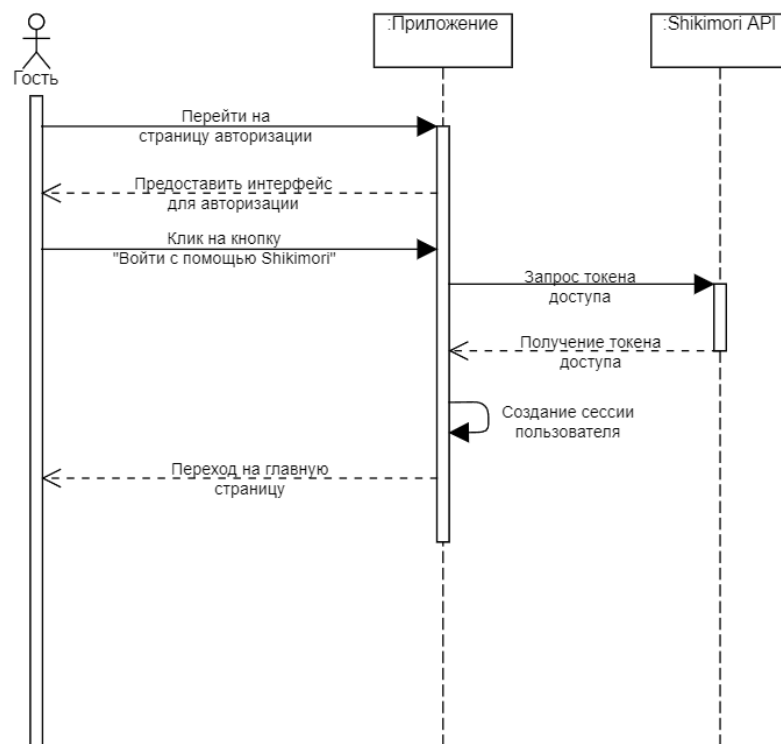 :Приложение
:Shikimori API
Гость
Перейти на
страницу авторизации
Предоставить интерфейс
для авторизации
Клик на кнопку
"Войти с помощью Shikimori"
Запрос токена
доступа
Получение токена
доступа
Создание сессии
пользователя
Переход на главную
страницу